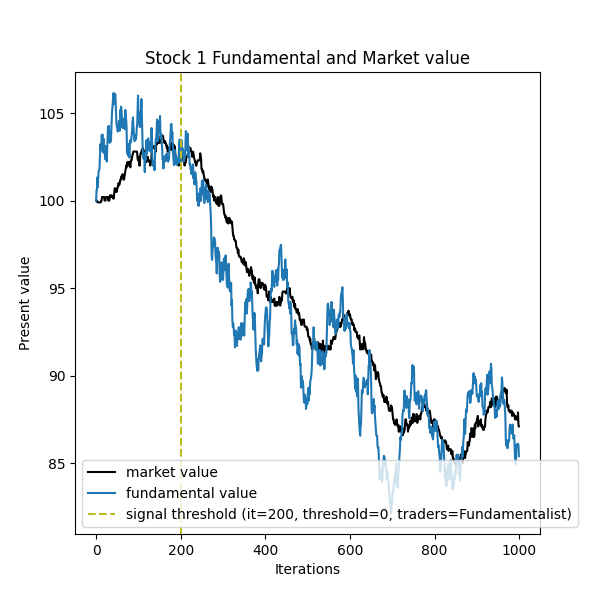 Stock 1 Fundamental and Market value
Present value
105
100
95
90
85
market value
fundamental value
signal threshold (it=200, threshold=0, traders=Fundamentalist)
0 200 400 600 800 1000
Iterations